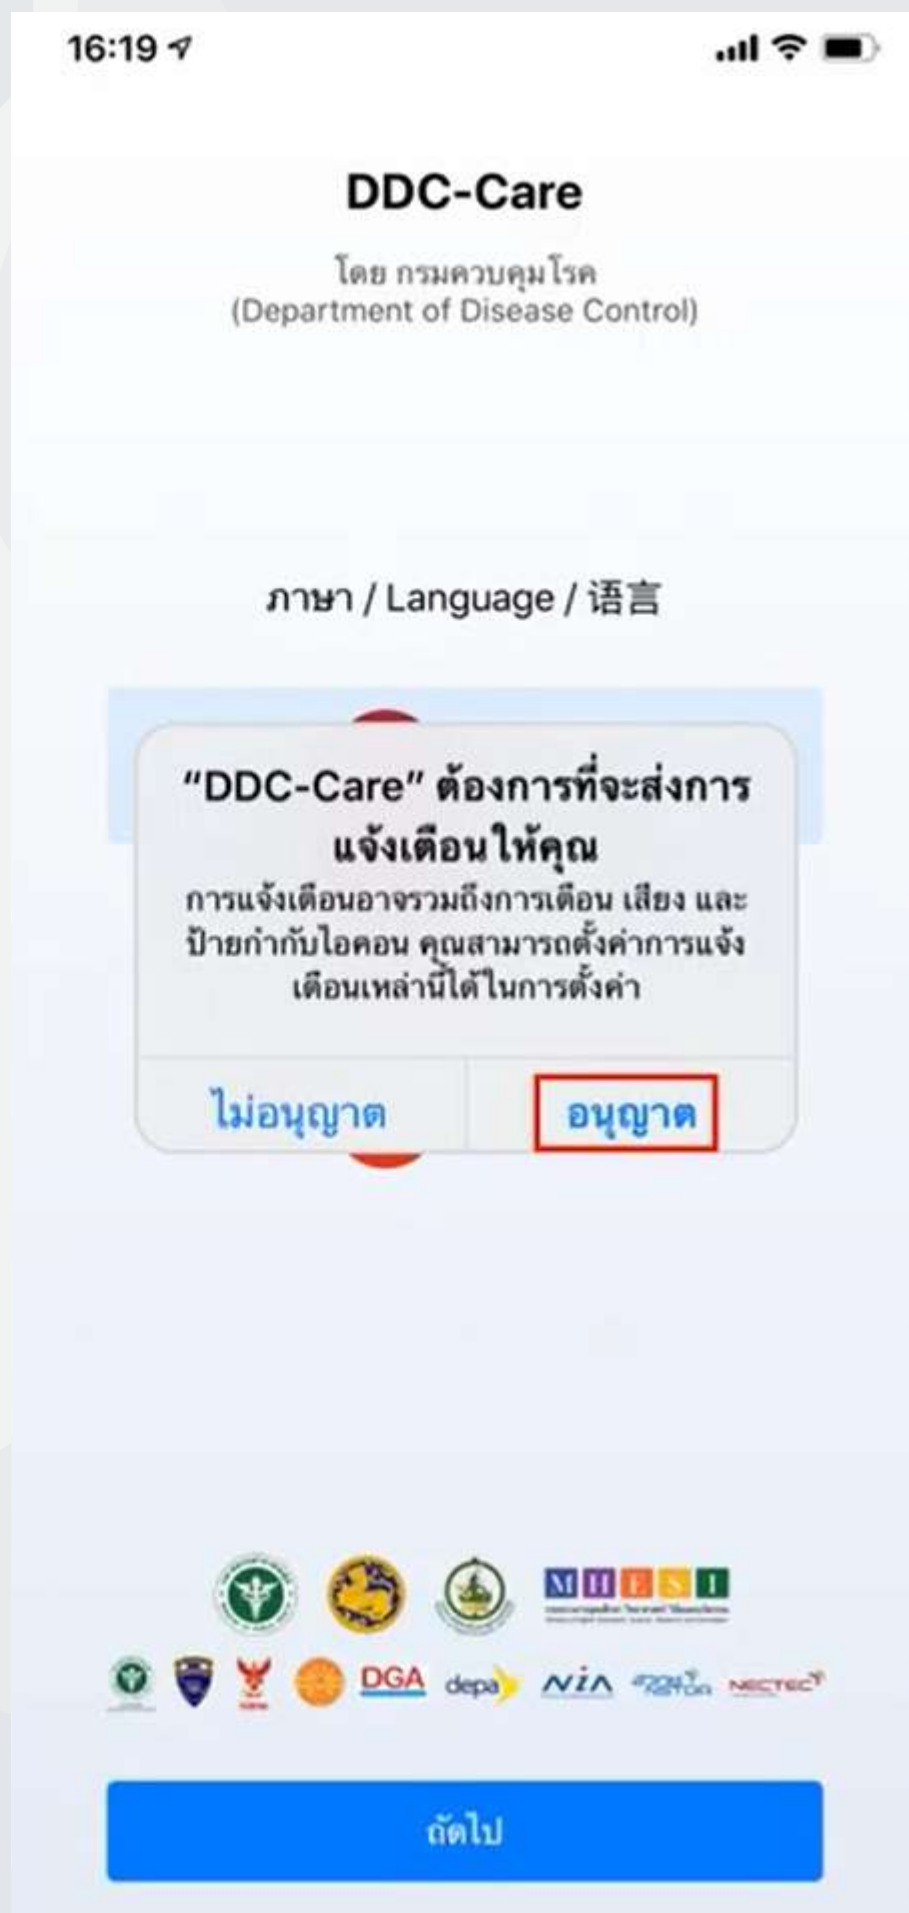 16:19
DDC-Care
โดย กรมควบคุมโรค
(Department of Disease Control)
ภาษา / Language / 语言
“DDC-Care” ต้องการที่จะส่งการ
แจ้งเตือนให้คุณ
การแจ้งเตือนอาจรวมถึงการเตือน เสียง และ
ป้ายกำกับไอคอน คุณสามารถตั้งค่าการแจ้ง
เตือนเหล่านี้ได้ในการตั้งค่า
ไม่อนุญาต อนุญาต
MHESI
DGA depa NIA NECTEC
ถัดไป